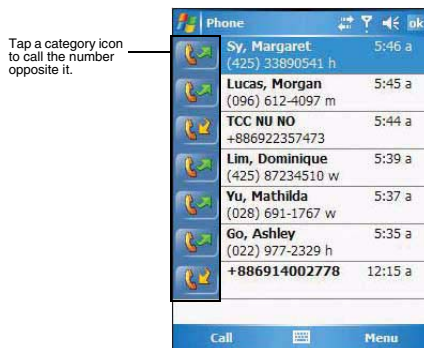 Tap a category icon
to call the number
opposite it.
Phone ok
Sy, Margaret 5:46 a
(425) 33890541 h
Lucas, Morgan 5:45 a
(096) 612-4097 m
TCC NU NO 5:44 a
+886922357473
Lim, Dominique 5:39 a
(425) 87234510 w
Yu, Mathilda 5:37 a
(028) 691-1767 w
Go, Ashley 5:35 a
(022) 977-2329 h
+886914002778 12:15 a
Call Menu